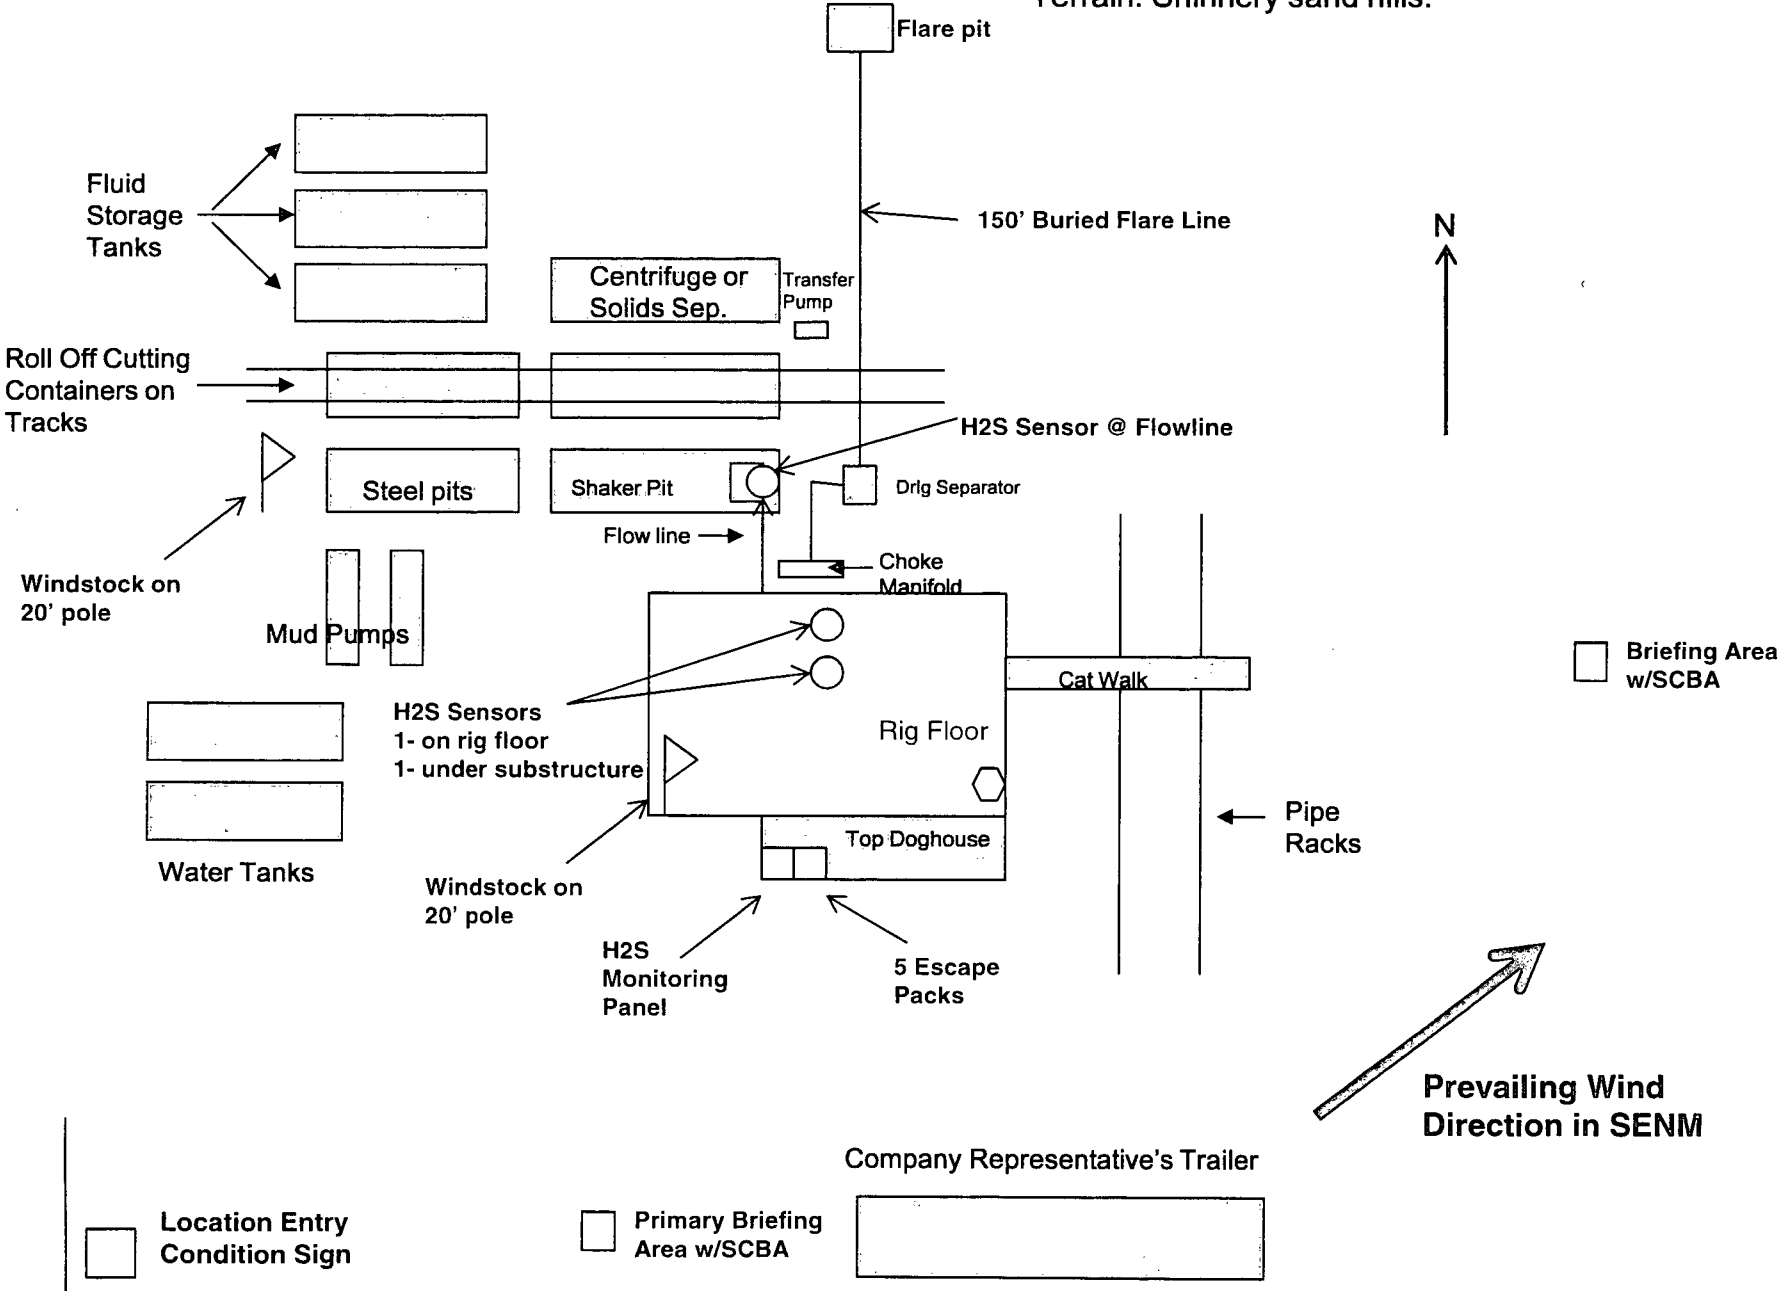 Terrain: Shinnery sand hills.
Flare pit
Fluid
Storage
Tanks
150' Buried Flare Line
N
Centrifuge or
Solids Sep.
Transfer
Pump
Roll Off Cutting
Containers on
Tracks
H2S Sensor @ Flowline
Steel pits
Shaker Pit
Drlg Separator
Flow line
Choke
Manifold
Windstock on
20' pole
Mud Pumps
Briefing Area
w/SCBA
Cat Walk
H2S Sensors
1- on rig floor
1- under substructure
Rig Floor
Pipe
Racks
Top Doghouse
Water Tanks
Windstock on
20' pole
H2S
Monitoring
Panel
5 Escape
Packs
Prevailing Wind
Direction in SENM
Company Representative's Trailer
Location Entry
Condition Sign
Primary Briefing
Area w/SCBA